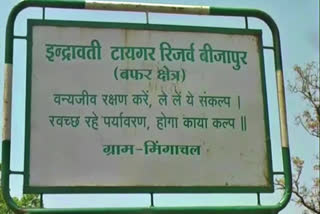 इन्द्रावती टायगर रिजर्व बीजापुर
(बफर क्षेत्र)
वन्यजीव रक्षण करें, ले लें ये संकल्प ।
स्वच्छ रहे पर्यावरण, होगा काया कल्प ॥
ग्राम-मिंगाचल